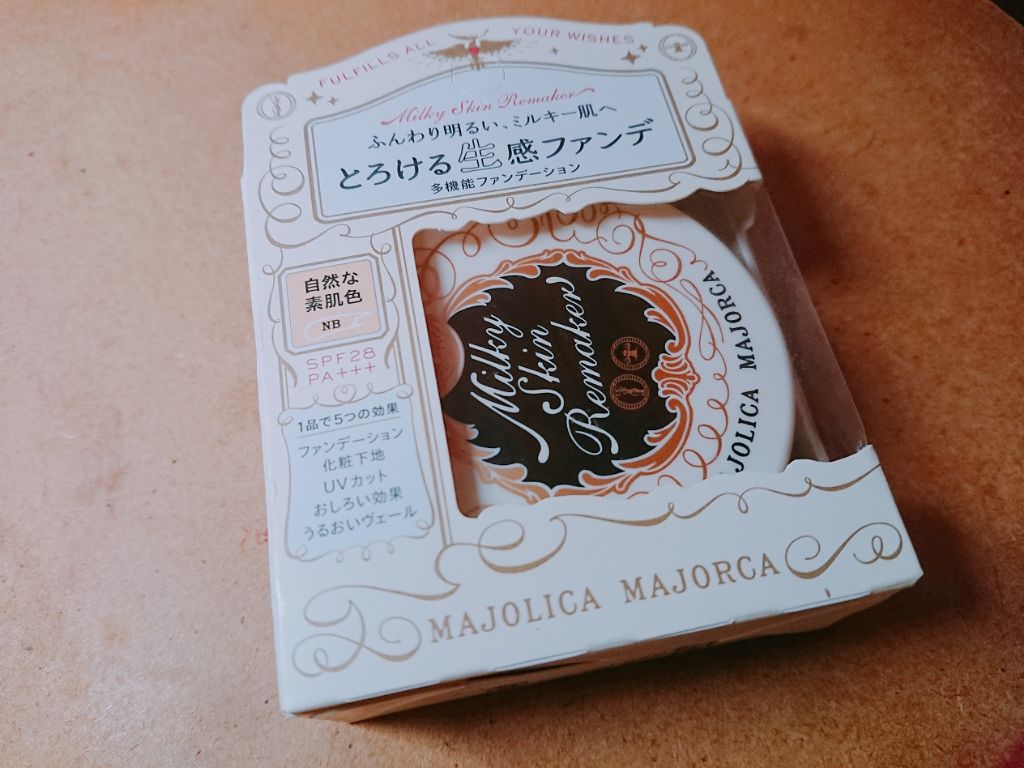 FULFILLS ALL YOUR WISHES
Milky Skin Remaker
ふんわり明るい、ミルキー肌へ
とろける生感ファンデ
多機能ファンデーション
自然な
素肌色
NB
SPF28
PA+++
1品で5つの効果
ファンデーション
化粧下地
UVカット
おしろい効果
うるおいヴェール
Milky
Skin
Remaker
JOLICA MAJORCA
MAJOLICA MAJORCA